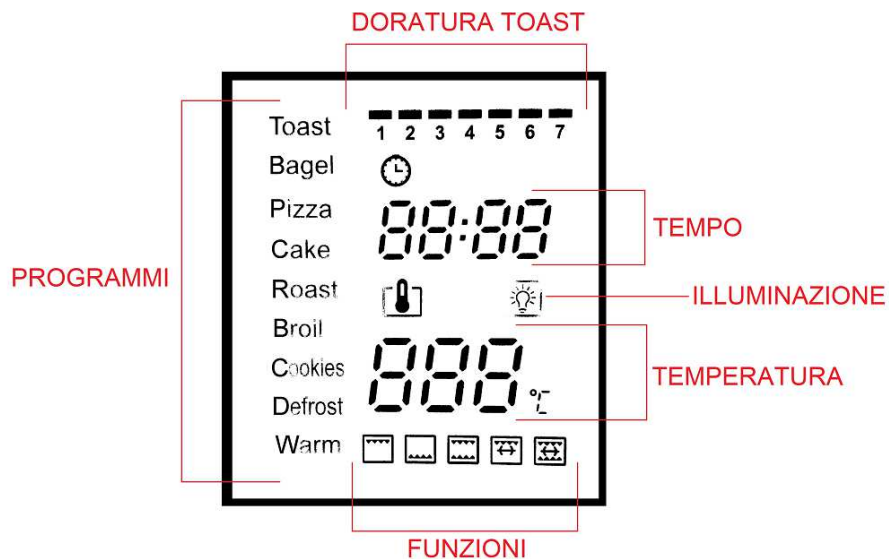 DORATURA TOAST
Toast
1 2 3 4 5 6 7
Bagel
Pizza
88:88
TEMPO
Cake
PROGRAMMI
Roast
ILLUMINAZIONE
Broil
888 °C
TEMPERATURA
Cookies
Defrost
Warm
FUNZIONI